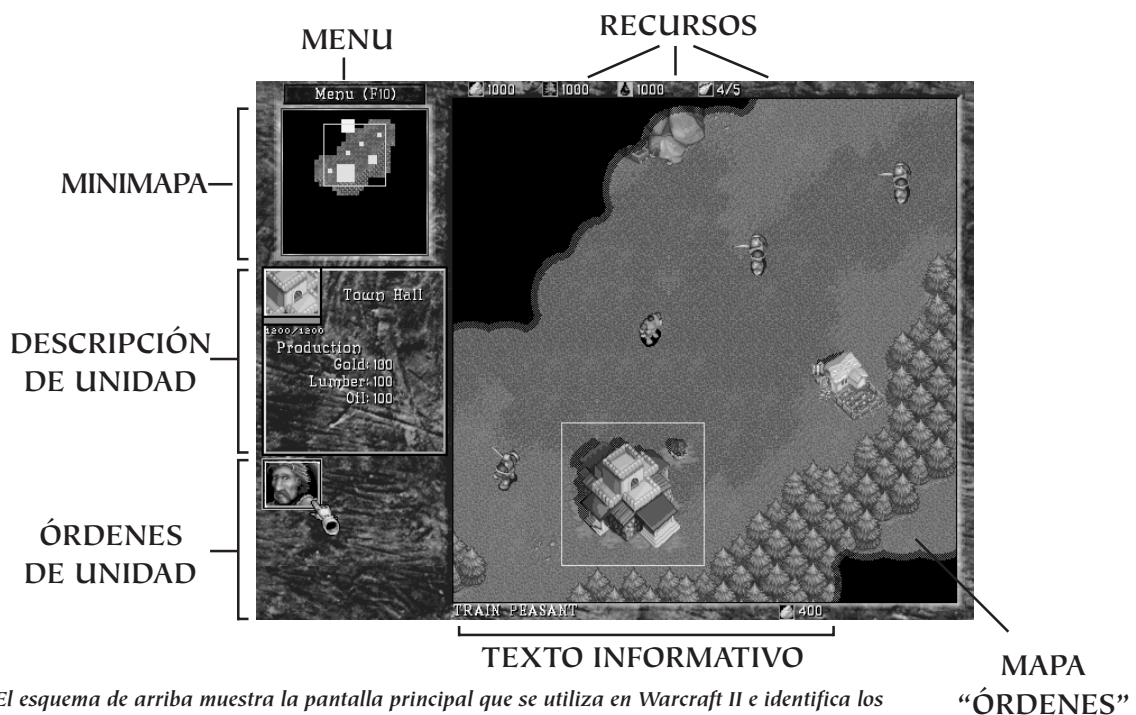 RECURSOS
MENU
Menu (F10)
1000 1000 1000 4/5
MINIMAPA
Town Hall
1200/1200
Production
Gold: 100
Lumber: 100
Oil: 100
DESCRIPCIÓN
DE UNIDAD
ÓRDENES
DE UNIDAD
TRAIN PEASANT 400
TEXTO INFORMATIVO
MAPA
“ÓRDENES”
El esquema de arriba muestra la pantalla principal que se utiliza en Warcraft II e identifica los